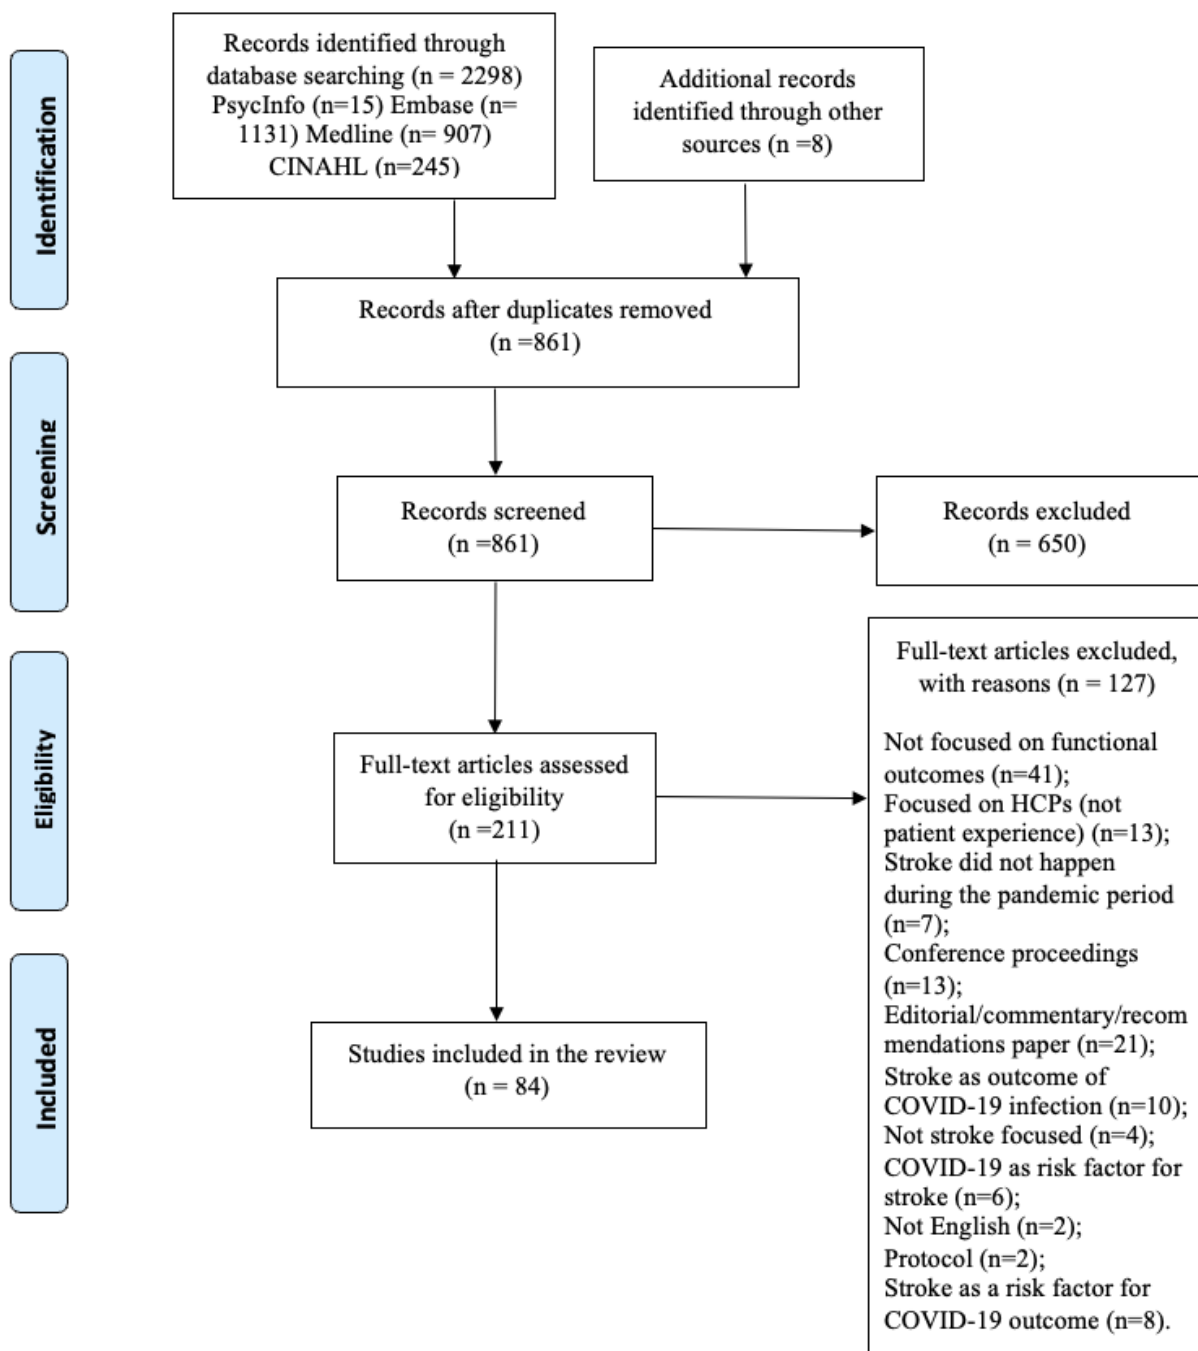 Identification
Records identified through
database searching (n = 2298)
PsycInfo (n=15) Embase (n=
1131) Medline (n= 907)
CINAHL (n=245)
Additional records
identified through other
sources (n =8)
Records after duplicates removed
(n =861)
Screening
Records screened
(n =861)
Records excluded
(n = 650)
Eligibility
Full-text articles assessed
for eligibility
(n =211)
Full-text articles excluded,
with reasons (n = 127)
Not focused on functional
outcomes (n=41);
Focused on HCPs (not
patient experience) (n=13);
Stroke did not happen
during the pandemic period
(n=7);
Conference proceedings
(n=13);
Editorial/commentary/recom
mendations paper (n=21);
Stroke as outcome of
COVID-19 infection (n=10);
Not stroke focused (n=4);
COVID-19 as risk factor for
stroke (n=6);
Not English (n=2);
Protocol (n=2);
Stroke as a risk factor for
COVID-19 outcome (n=8).
Included
Studies included in the review
(n = 84)